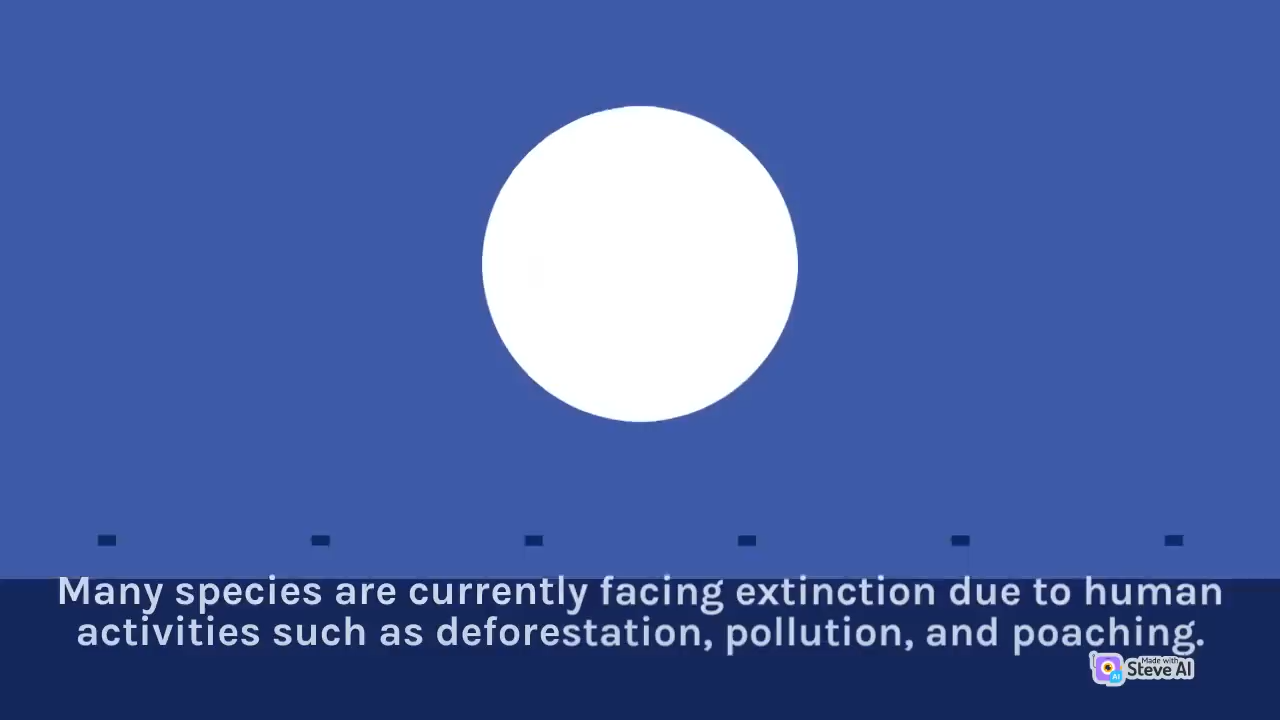 Many species are currently facing extinction due to human
activities such as deforestation, pollution, and poaching.
Made with
Steve AI
AI